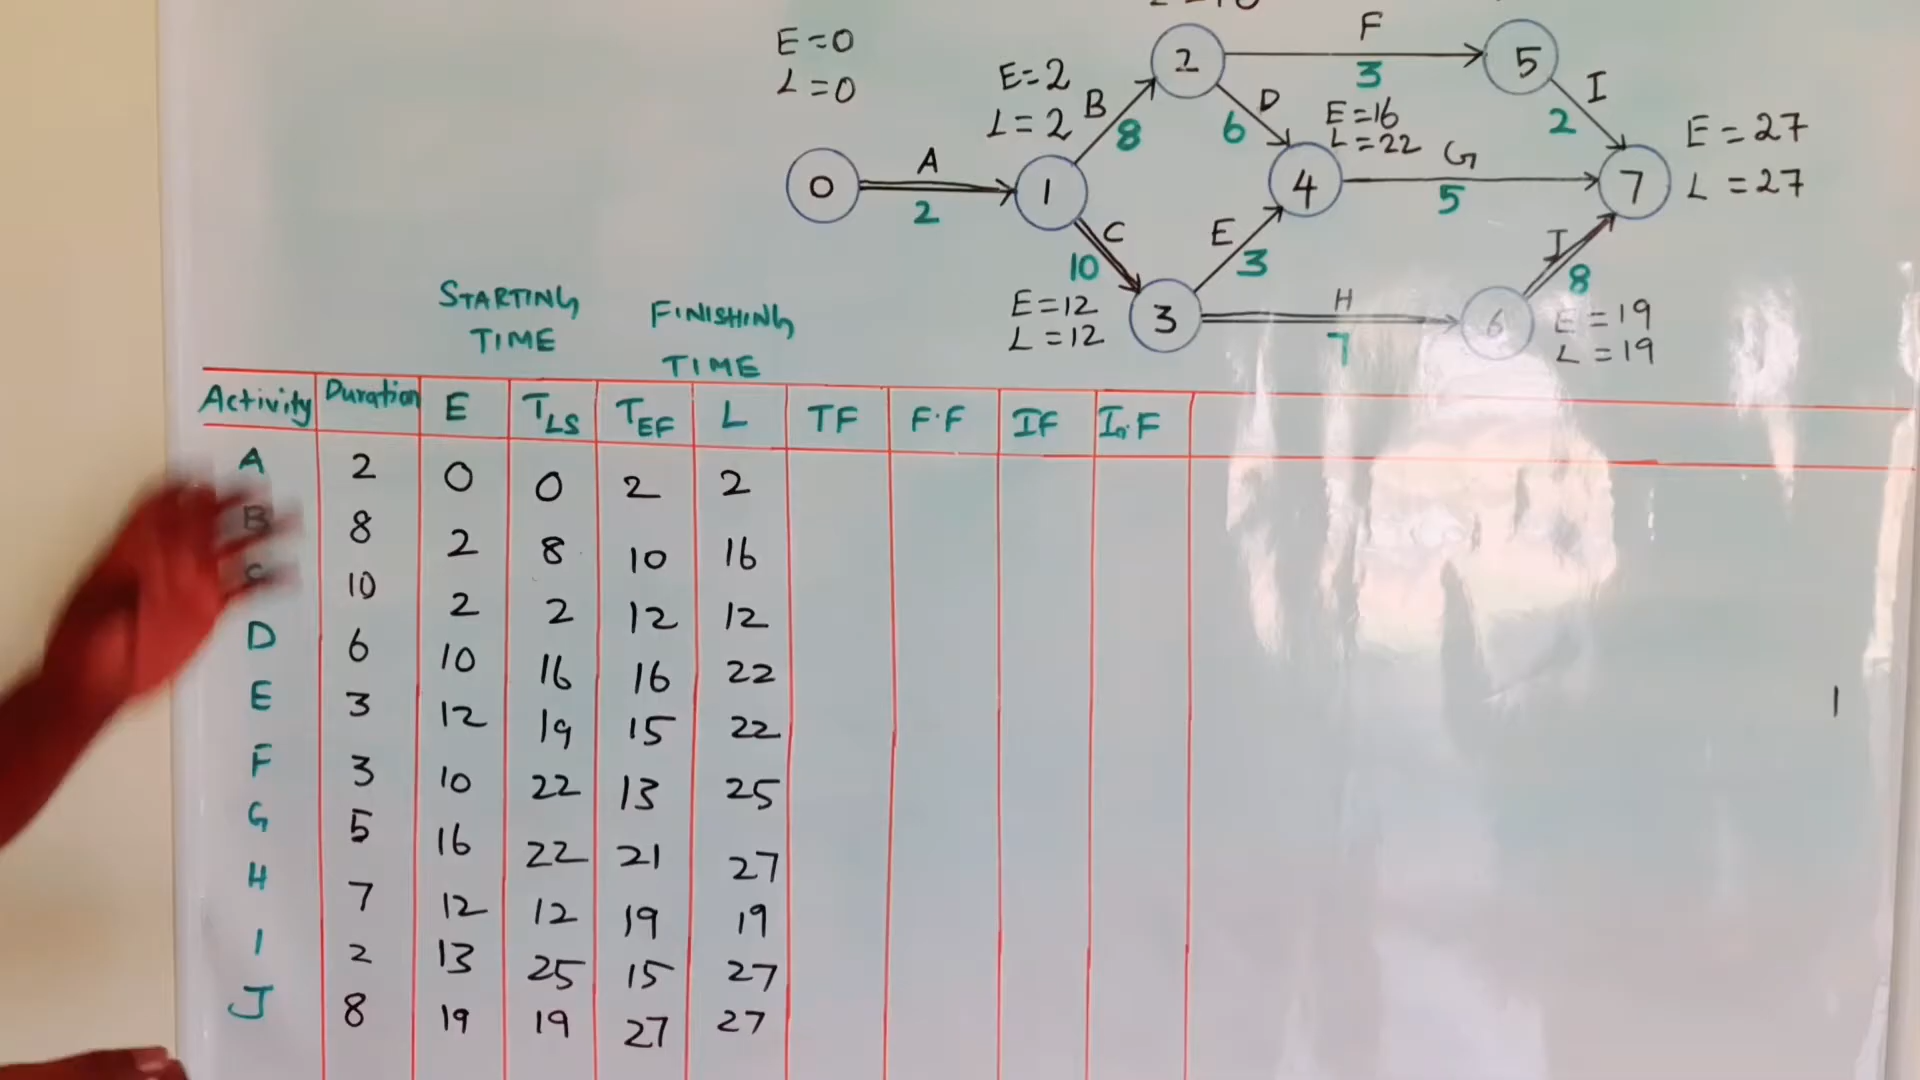 E=0
L=0
E=2
L=2
B
8
2
F
3
5
I
2
D
6
E=16
L=22
E=27
L=27
0
A
2
1
4
G
5
7
C
10
E
3
J
8
E=12
L=12
3
H
7
6
E=19
L=19
STARTING TIME
FINISHING TIME
Activity Duration E TLS TEF L TF F.F IF In.F
A 2 0 0 2 2
B 8 2 8 10 16
C 10 2 2 12 12
D 6 10 16 16 22
E 3 12 19 15 22
F 3 10 22 13 25
G 5 16 22 21 27
H 7 12 12 19 19
I 2 13 25 15 27
J 8 19 19 27 27